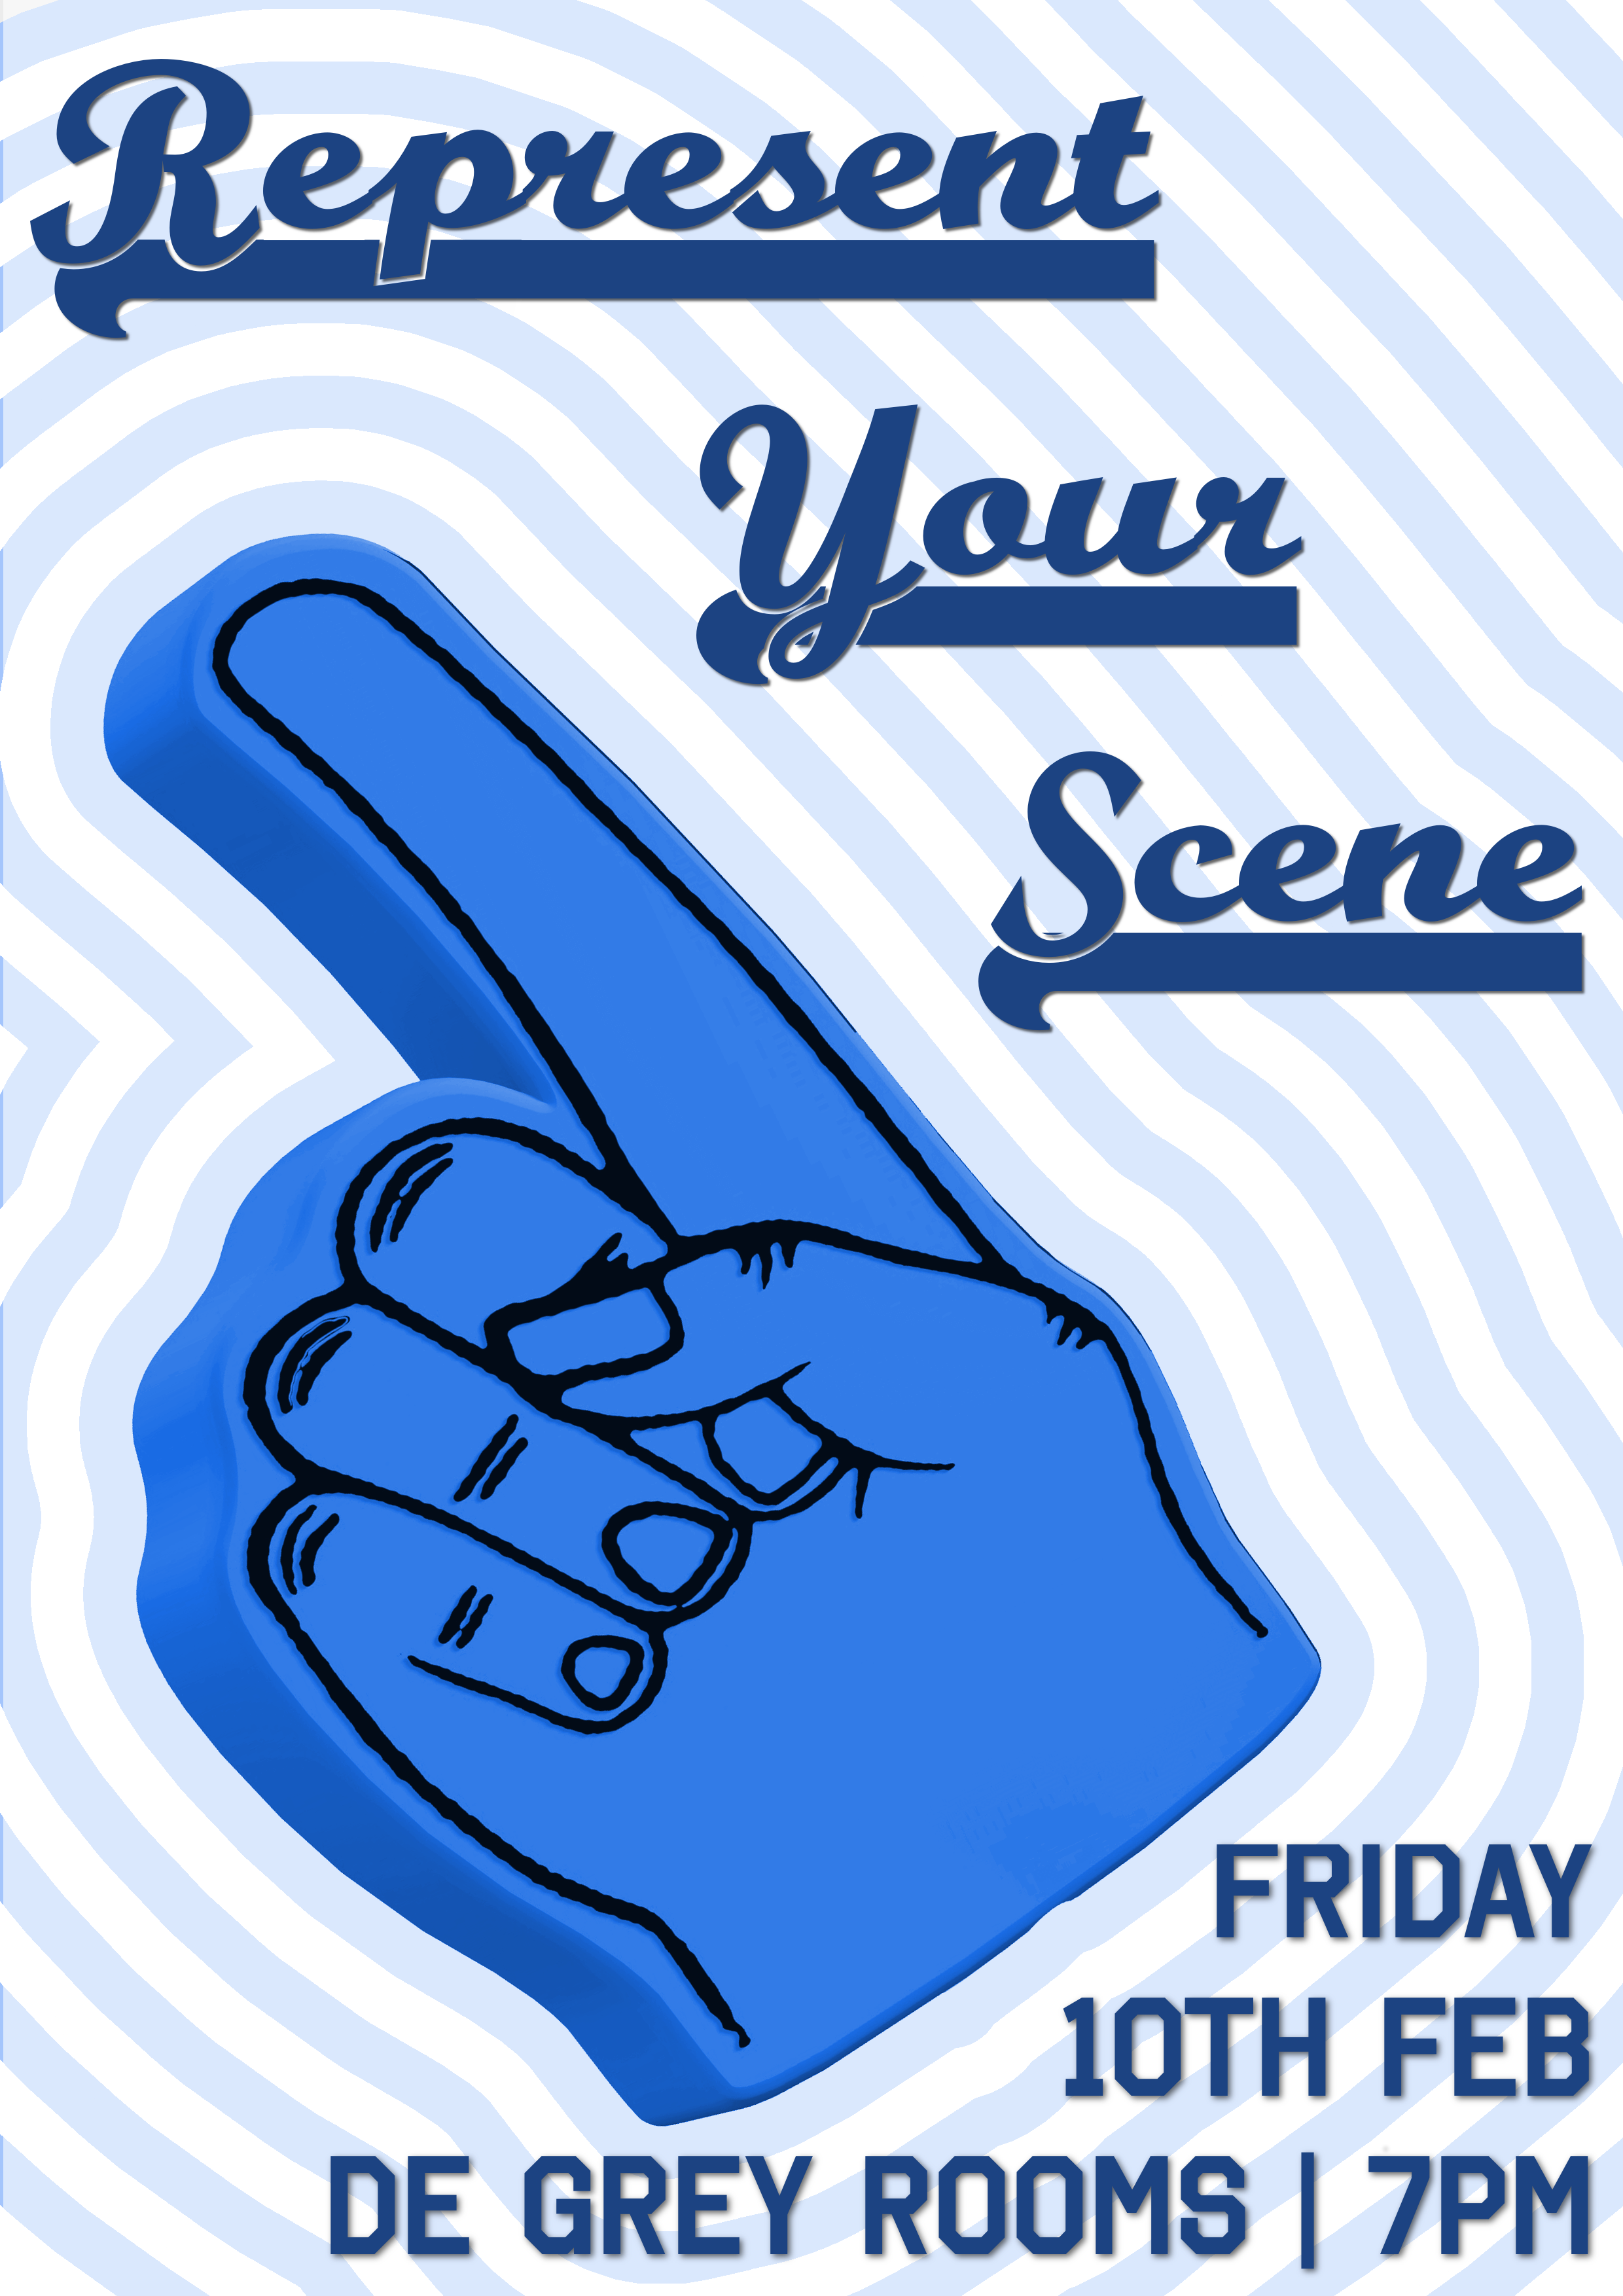 Represent
Your
Scene
FRIDAY
10TH FEB
DE GREY ROOMS | 7PM